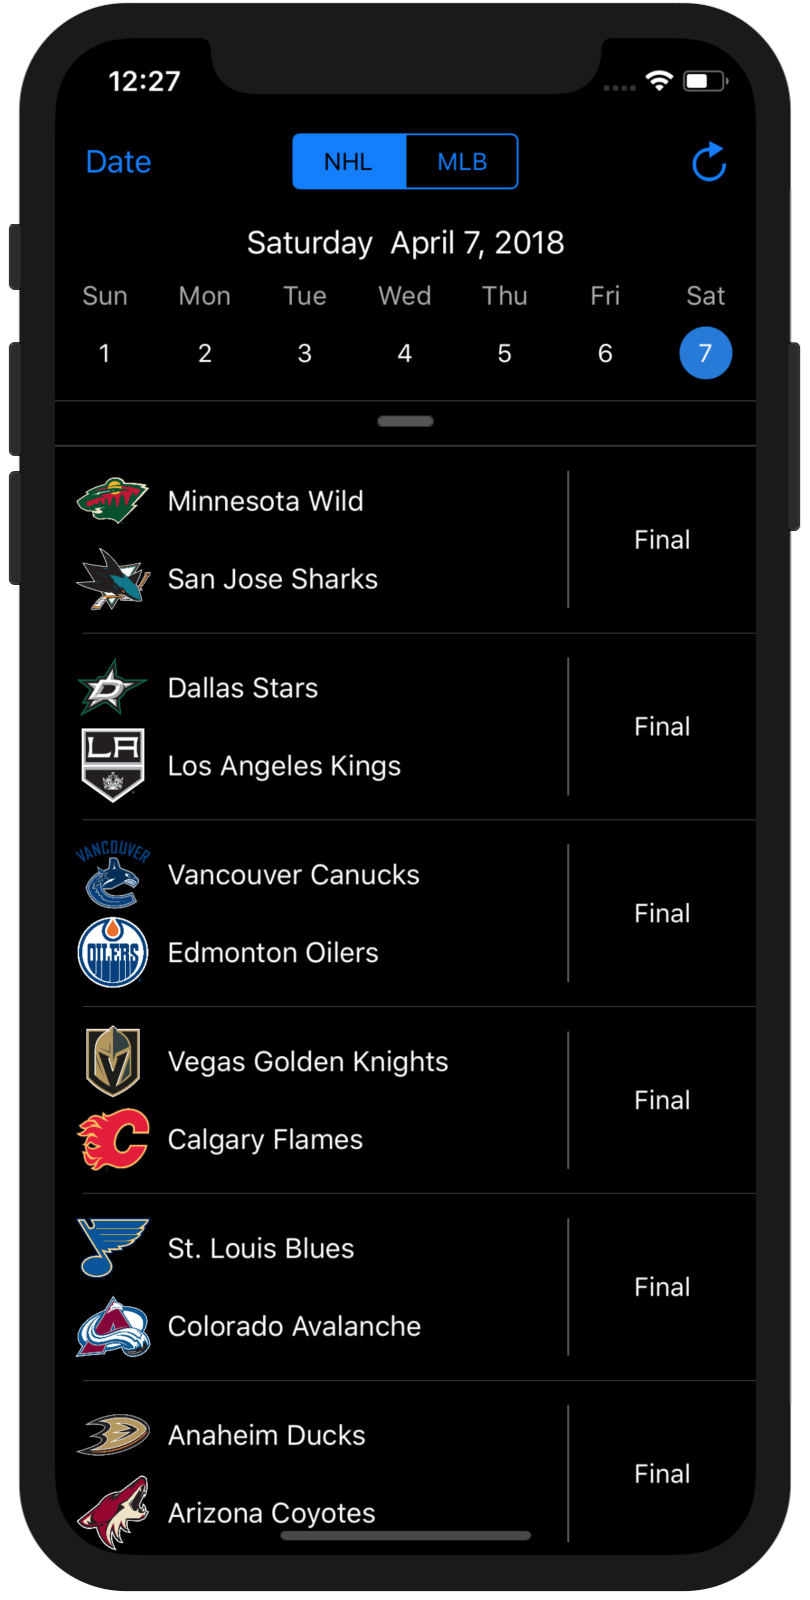 12:27
Date NHL MLB
Saturday April 7, 2018
Sun Mon Tue Wed Thu Fri Sat
1 2 3 4 5 6 7
Minnesota Wild
Final
San Jose Sharks
Dallas Stars
Final
LA
Los Angeles Kings
VANCOUVER
Vancouver Canucks
Final
OILERS
Edmonton Oilers
Vegas Golden Knights
Final
Calgary Flames
St. Louis Blues
Final
Colorado Avalanche
Anaheim Ducks
Final
Arizona Coyotes